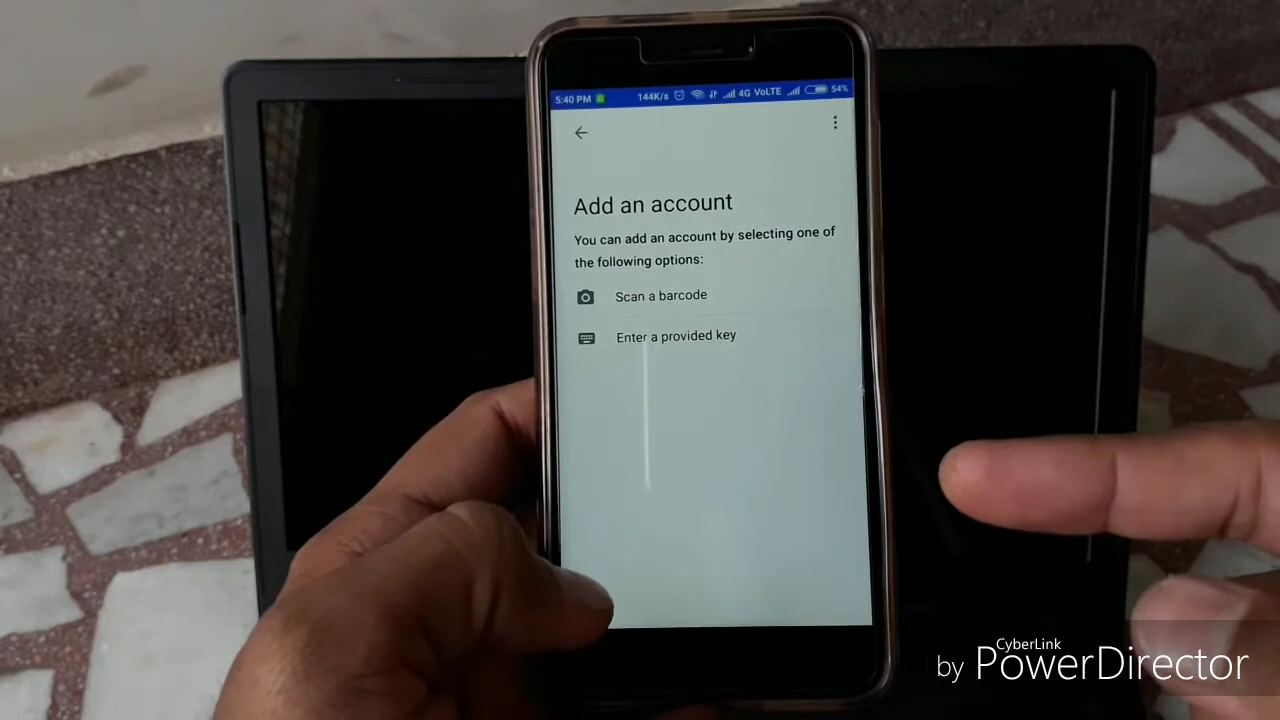 5:40 PM 144K/s 4G VoLTE 54%
Add an account
You can add an account by selecting one of
the following options:
Scan a barcode
Enter a provided key
by CyberLink PowerDirector